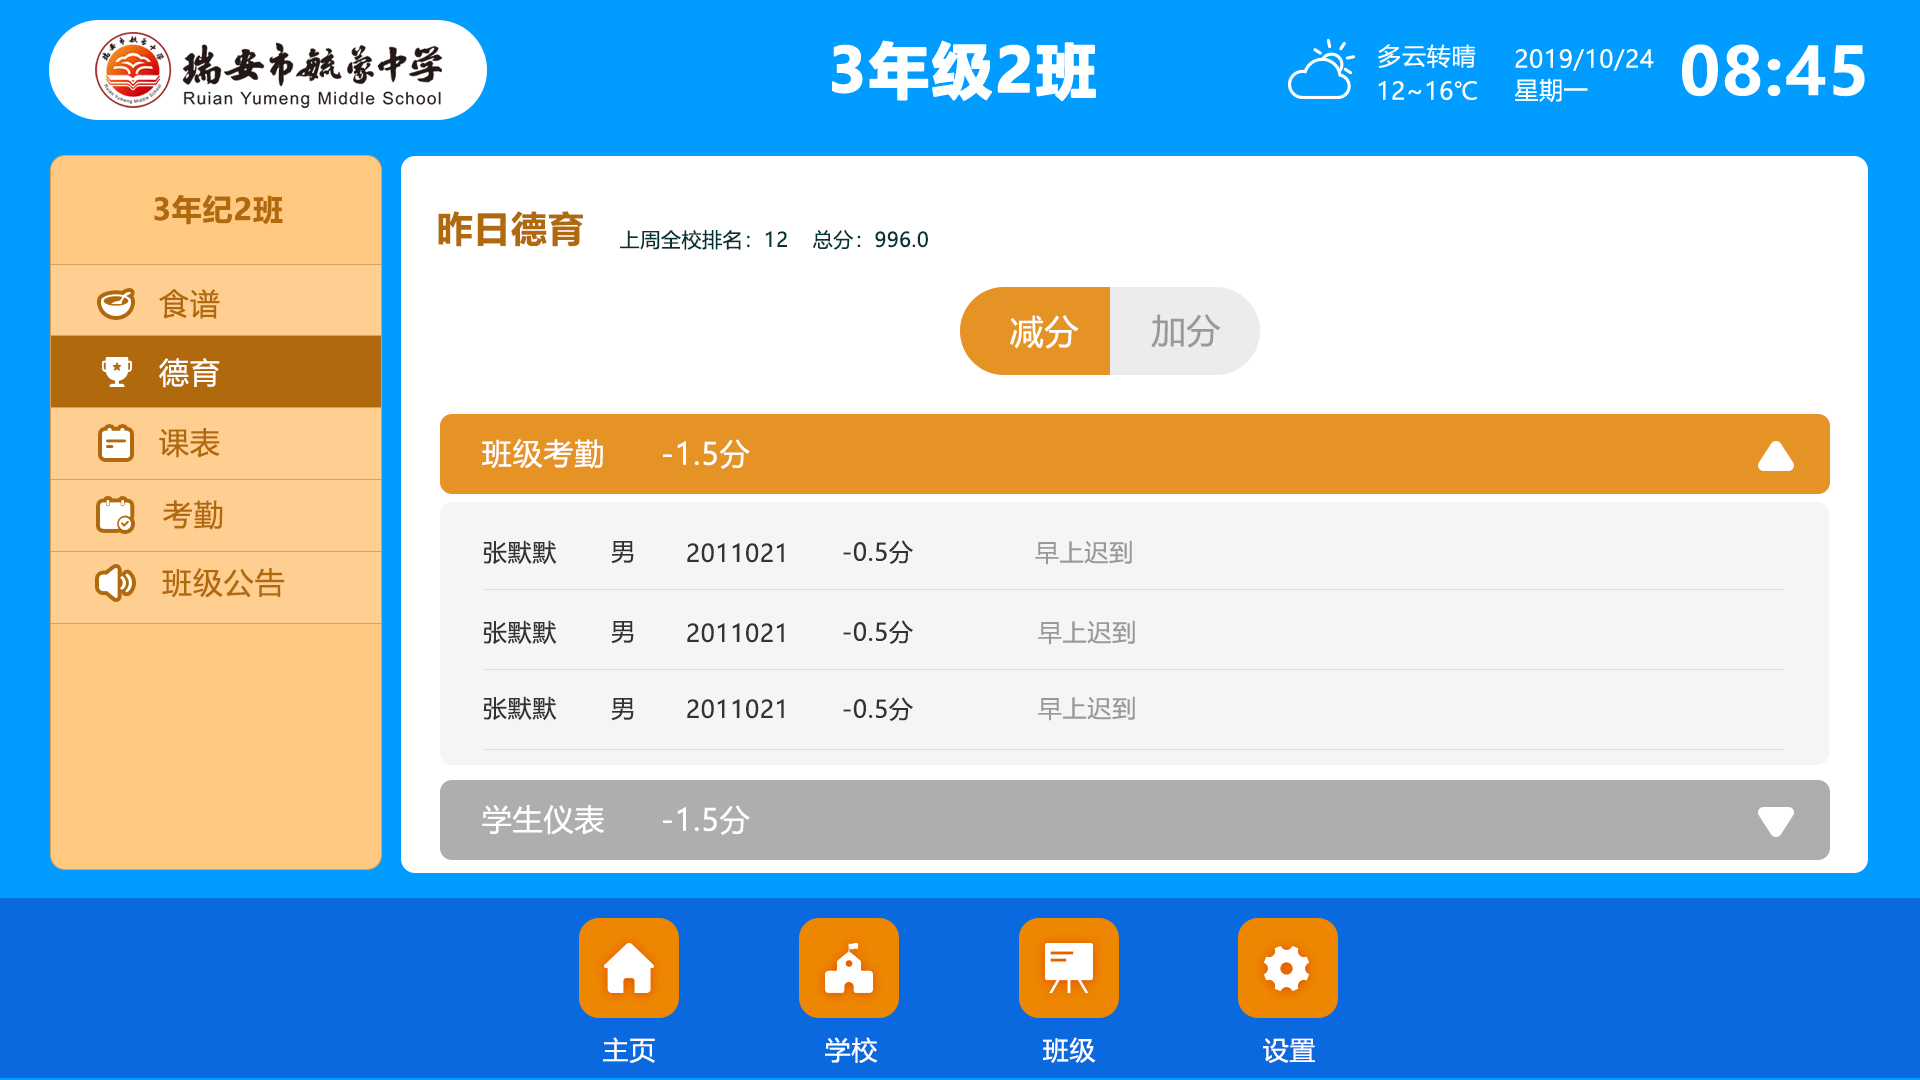 瑞安市毓蒙中学
Ruian Yumeng Middle School
3年级2班
多云转晴
12~16℃
2019/10/24
星期一
08:45
3年纪2班
食谱
德育
课表
考勤
班级公告
昨日德育 上周全校排名：12 总分：996.0
减分 加分
班级考勤 -1.5分
张默默 男 2011021 -0.5分 早上迟到
张默默 男 2011021 -0.5分 早上迟到
张默默 男 2011021 -0.5分 早上迟到
学生仪表 -1.5分
主页 学校 班级 设置